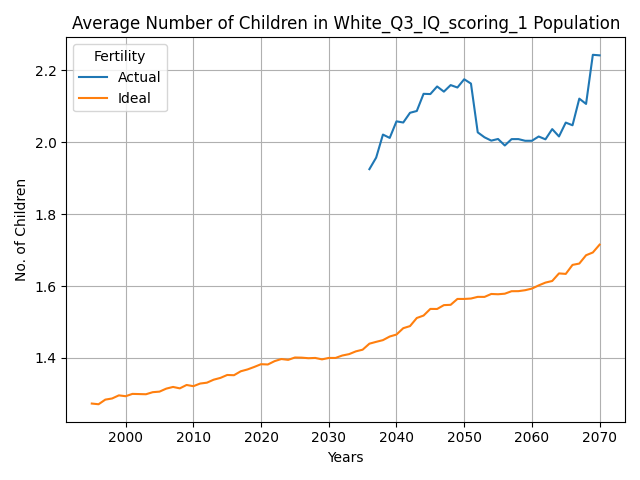 Average Number of Children in White_Q3_IQ_scoring_1 Population
Fertility
Actual
Ideal
No. of Children
2.2
2.0
1.8
1.6
1.4
2000 2010 2020 2030 2040 2050 2060 2070
Years